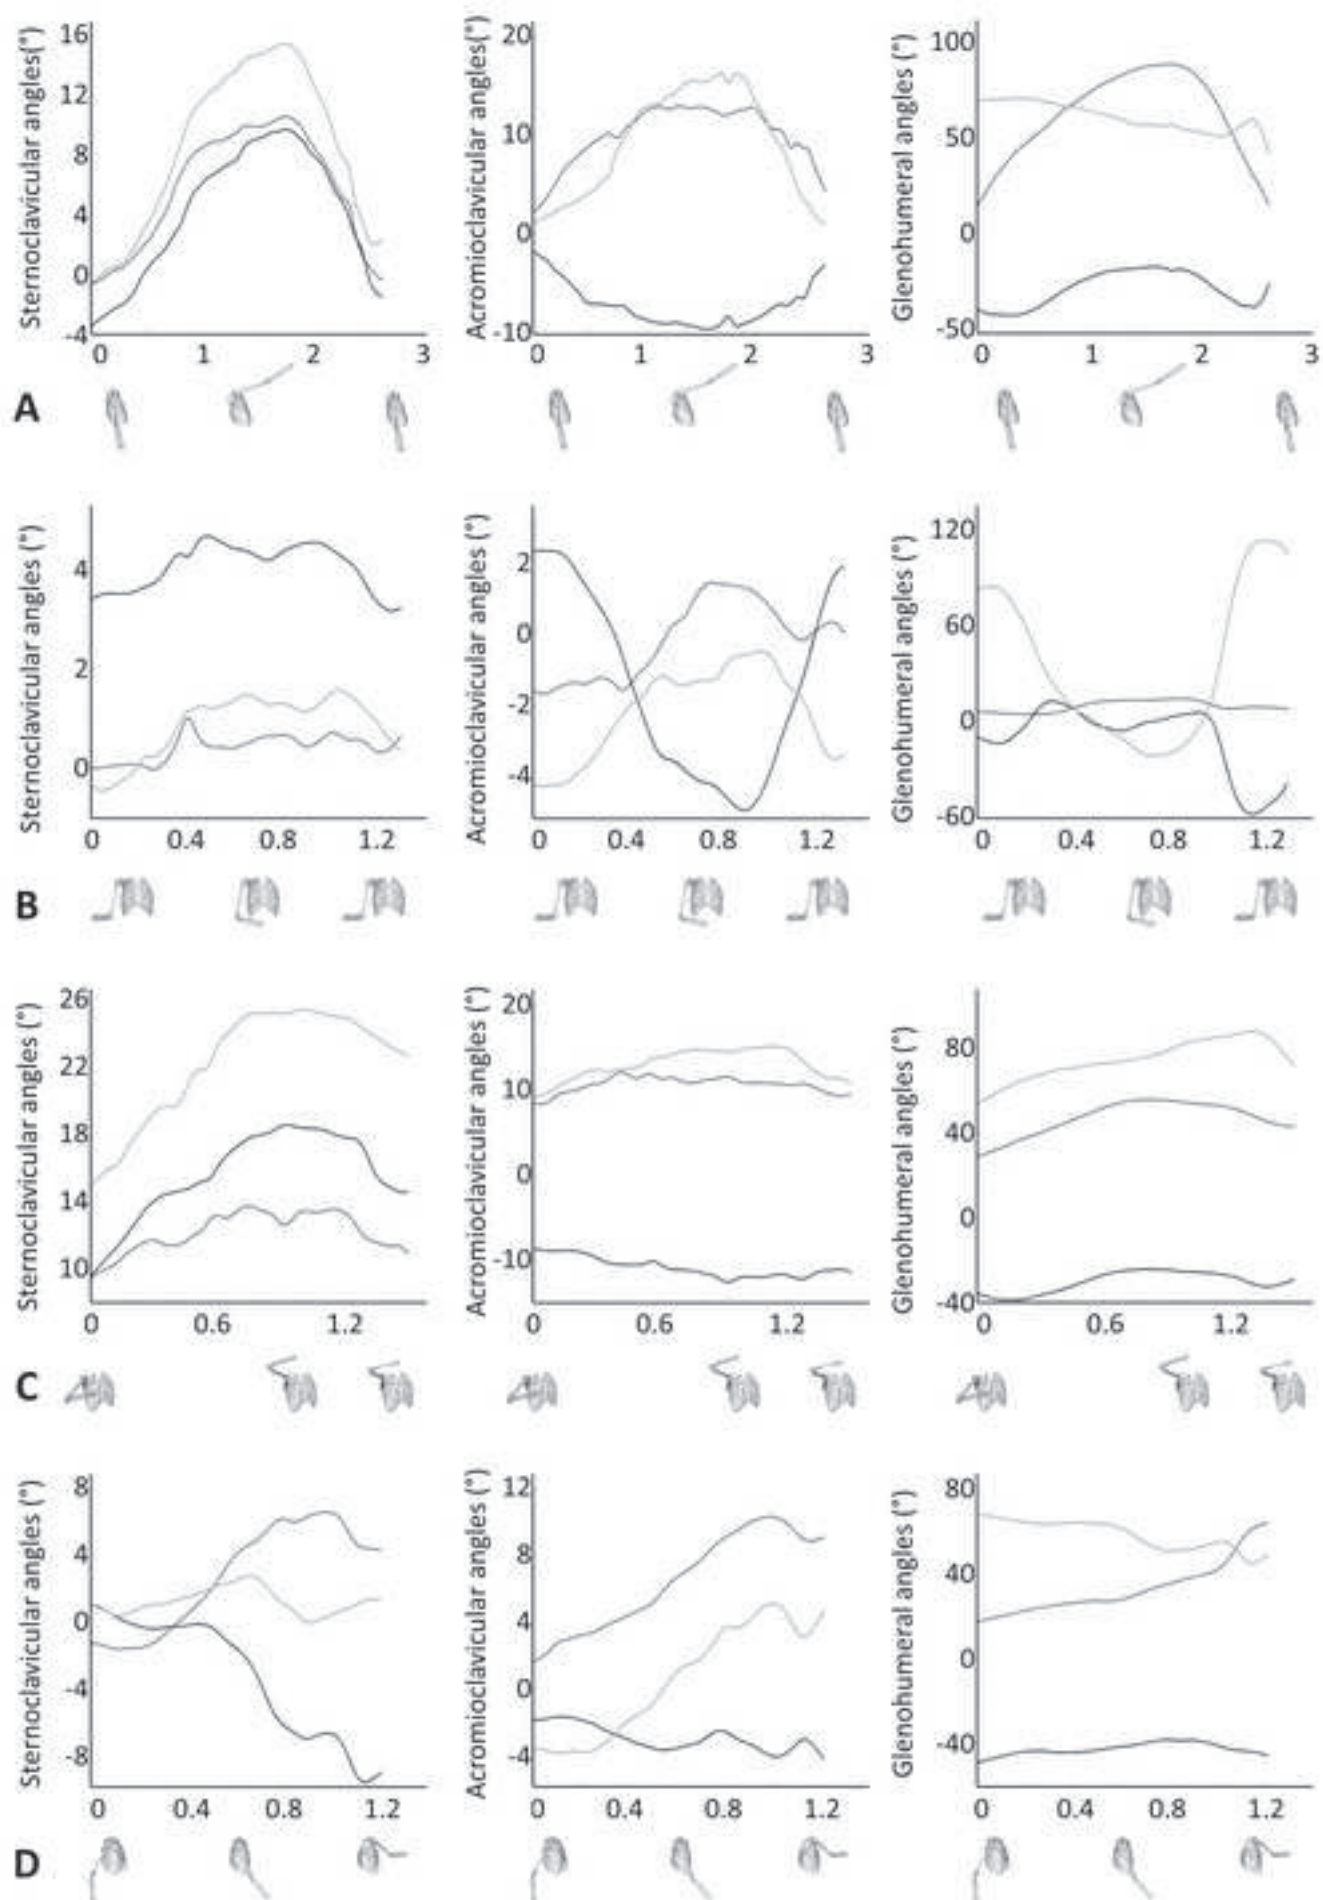 Sternoclavicular angles (°)
16
12
8
4
0
-4
0 1 2 3
Acromioclavicular angles(°)
20
10
0
-10
0 1 2 3
Glenohumeral angles (°)
100
50
0
-50
0 1 2 3
A
Sternoclavicular angles (°)
4
2
0
0 0.4 0.8 1.2
Acromioclavicular angles (°)
2
0
-2
-4
0 0.4 0.8 1.2
Glenohumeral angles (°)
120
60
0
-60
0 0.4 0.8 1.2
B
Sternoclavicular angles (°)
26
22
18
14
10
0 0.6 1.2
Acromioclavicular angles (°)
20
10
0
-10
0 0.6 1.2
Glenohumeral angles (°)
80
40
0
-40
0 0.6 1.2
C
Sternoclavicular angles (°)
8
4
0
-4
-8
0 0.4 0.8 1.2
Acromioclavicular angles (°)
12
8
4
0
-4
0 0.4 0.8 1.2
Glenohumeral angles (°)
80
40
0
-40
0 0.4 0.8 1.2
D